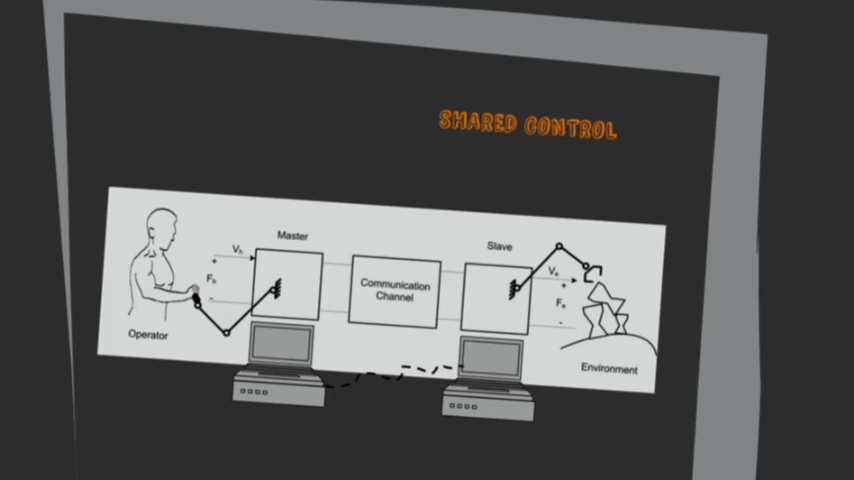 SHARED CONTROL
Master
Slave
Vh
+
Fh
-
Communication
Channel
Ve
+
Fe
-
Operator
Environment